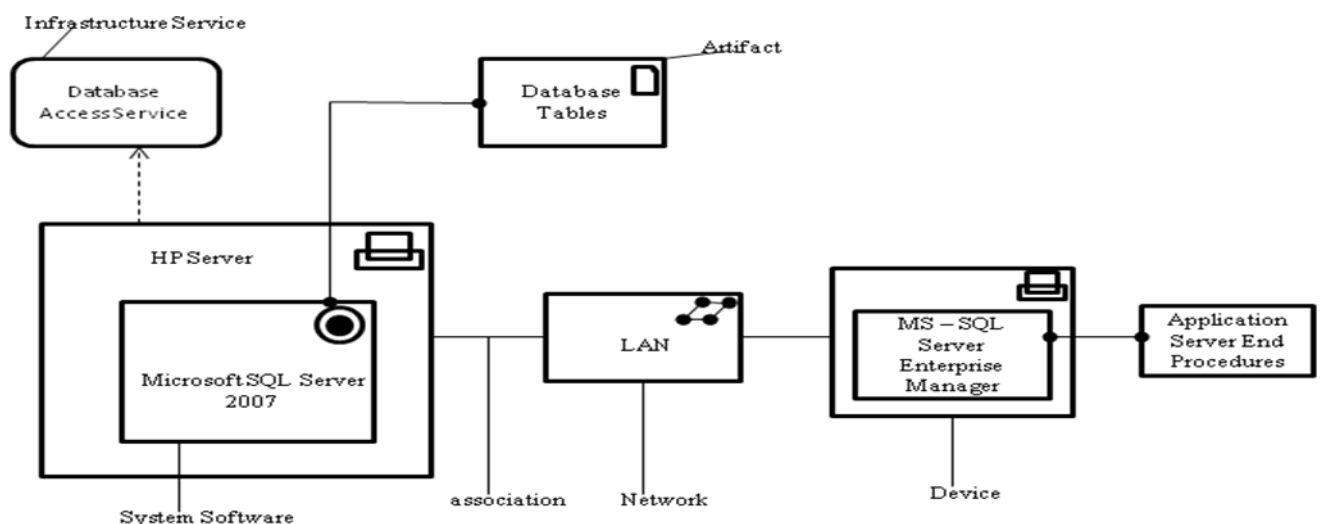 Infrastructure Service
Artifact
Database
AccessService
Database
Tables
HP Server
Microsoft SQL Server
2007
LAN
MS – SQL
Server
Enterprise
Manager
Application
Server End
Procedures
System Software
association
Network
Device